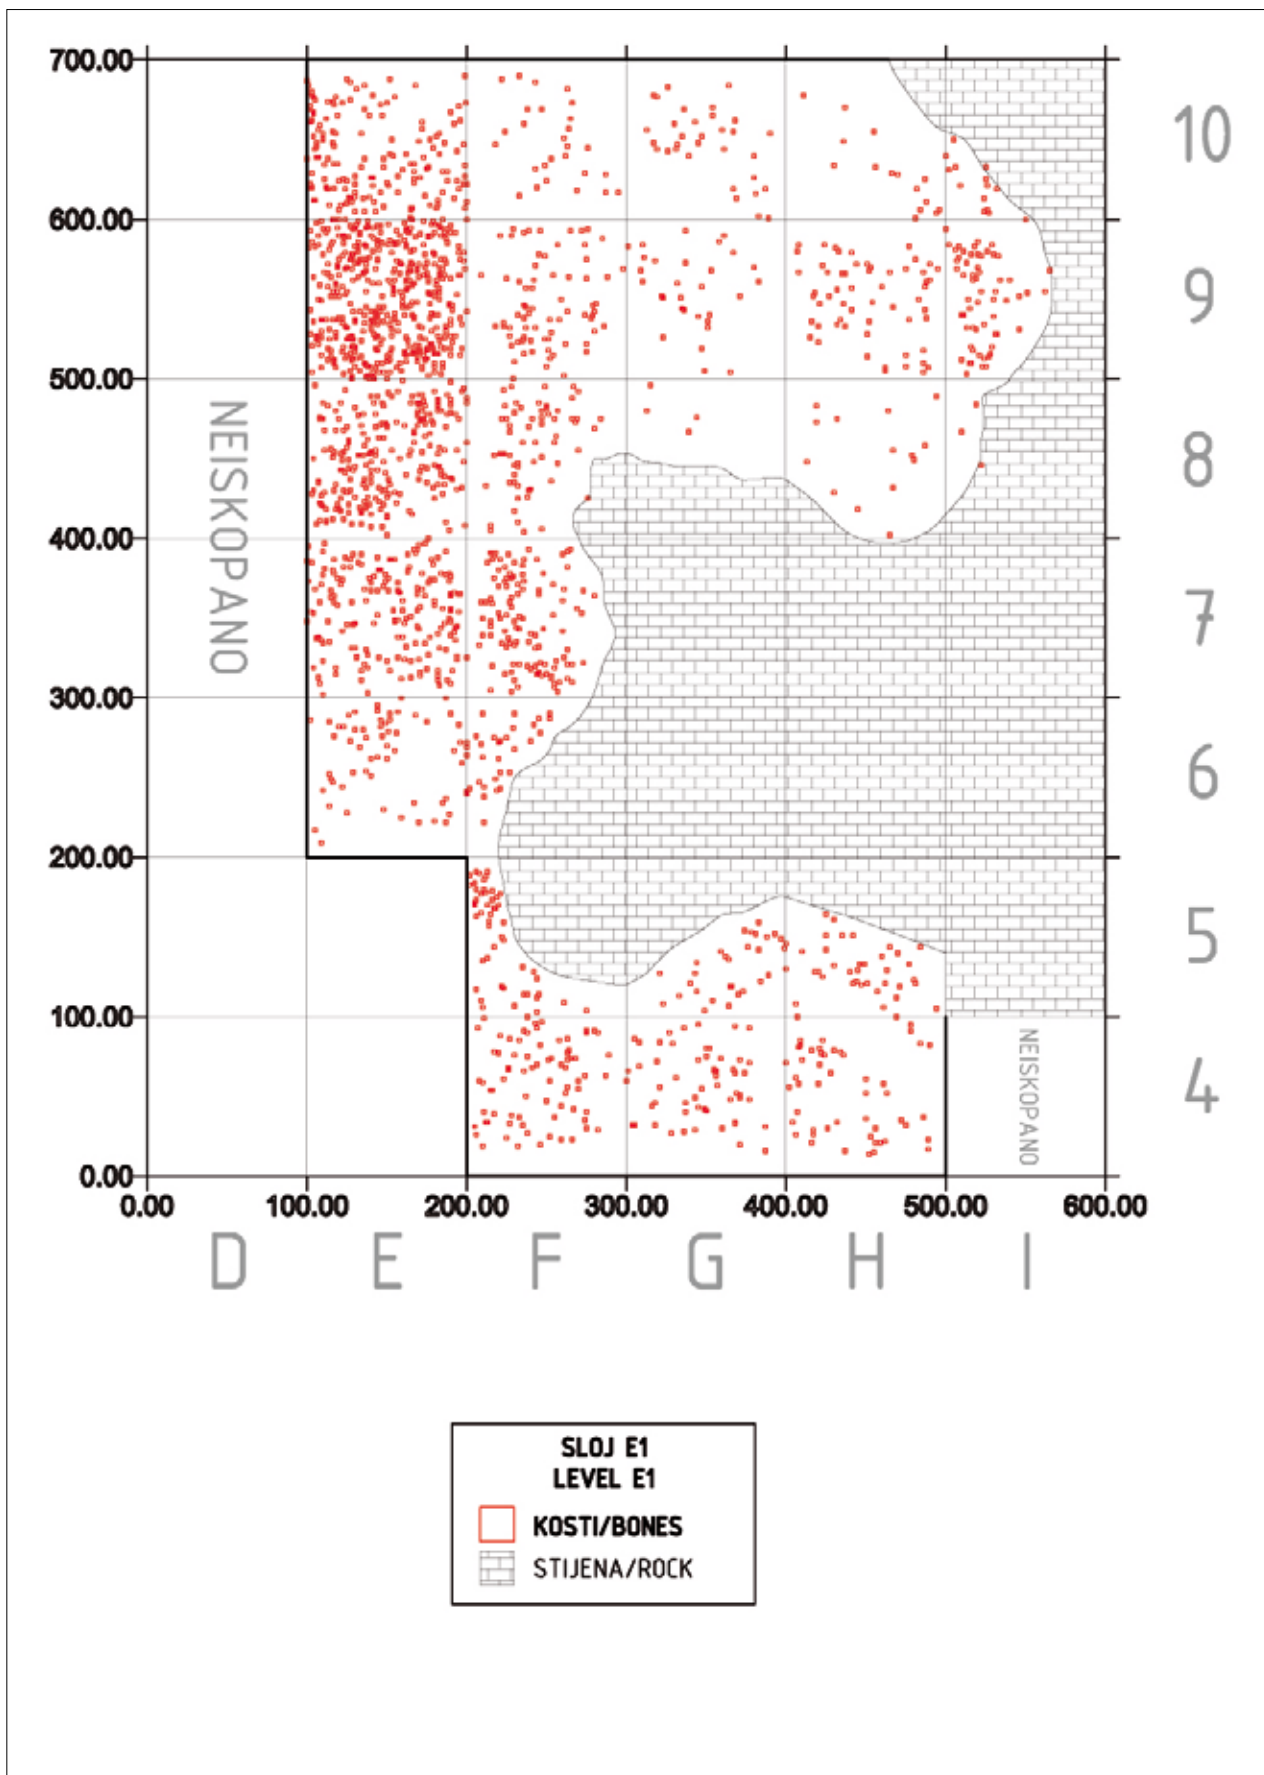 700.00
600.00
500.00
400.00
300.00
200.00
100.00
0.00
0.00 100.00 200.00 300.00 400.00 500.00 600.00
D E F G H I
10
9
8
7
6
5
4
NEISKOPANO
NEISKOPANO
SLOJ E1
LEVEL E1
KOSTI/BONES
STIJENA/ROCK